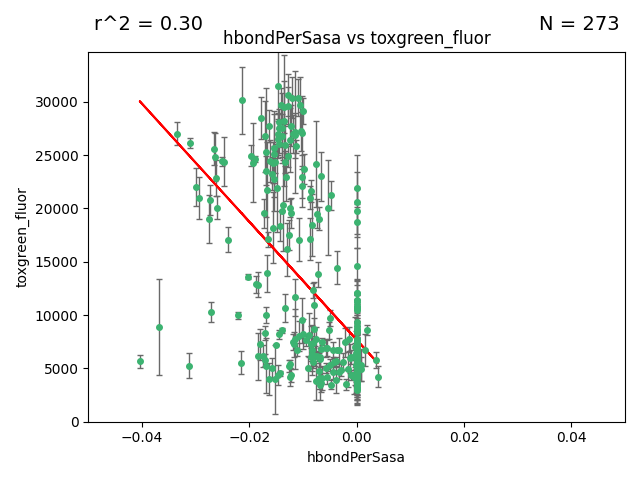 r^2 = 0.30
N = 273
hbondPerSasa vs toxgreen_fluor
30000
25000
20000
15000
10000
5000
0
toxgreen_fluor
−0.04
−0.02
0.00
0.02
0.04
hbondPerSasa